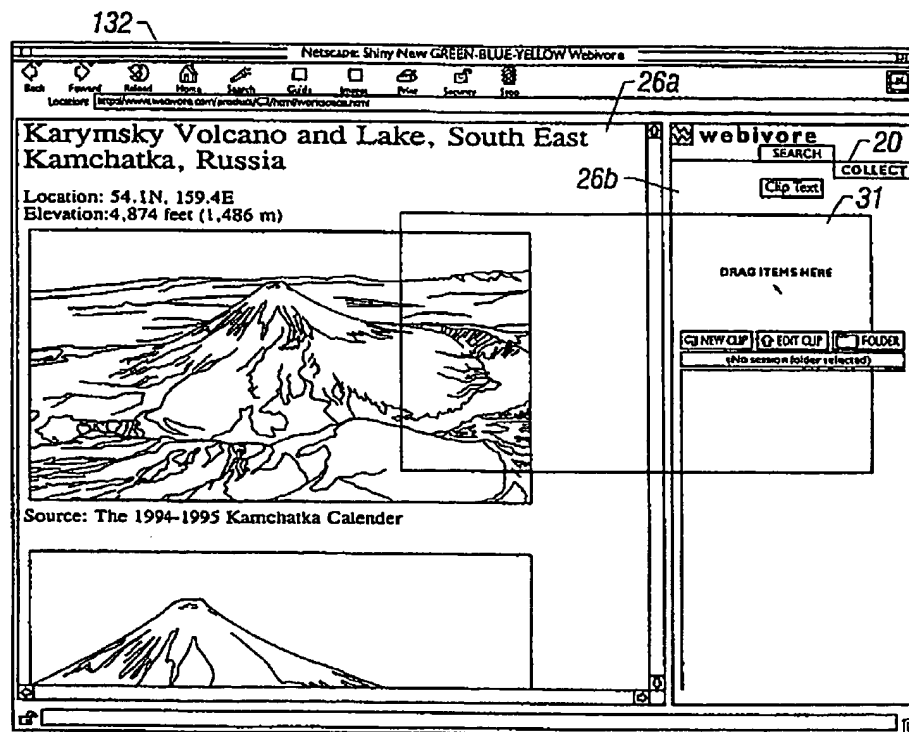 132
Netscape: Shiny New GREEN-BLUE-YELLOW Webivore
Back Forward Reload Home Search Guide Images Print Security Stop
Location:
26a
Karymsky Volcano and Lake, South East
Kamchatka, Russia
Location: 54.1N, 159.4E
Elevation:4,874 feet (1,486 m)
Source: The 1994-1995 Kamchatka Calender
webivore
SEARCH
20
COLLECT
26b
Clip Text
31
DRAG ITEMS HERE
NEW CLIP EDIT CLIP FOLDER
(No session folder selected)